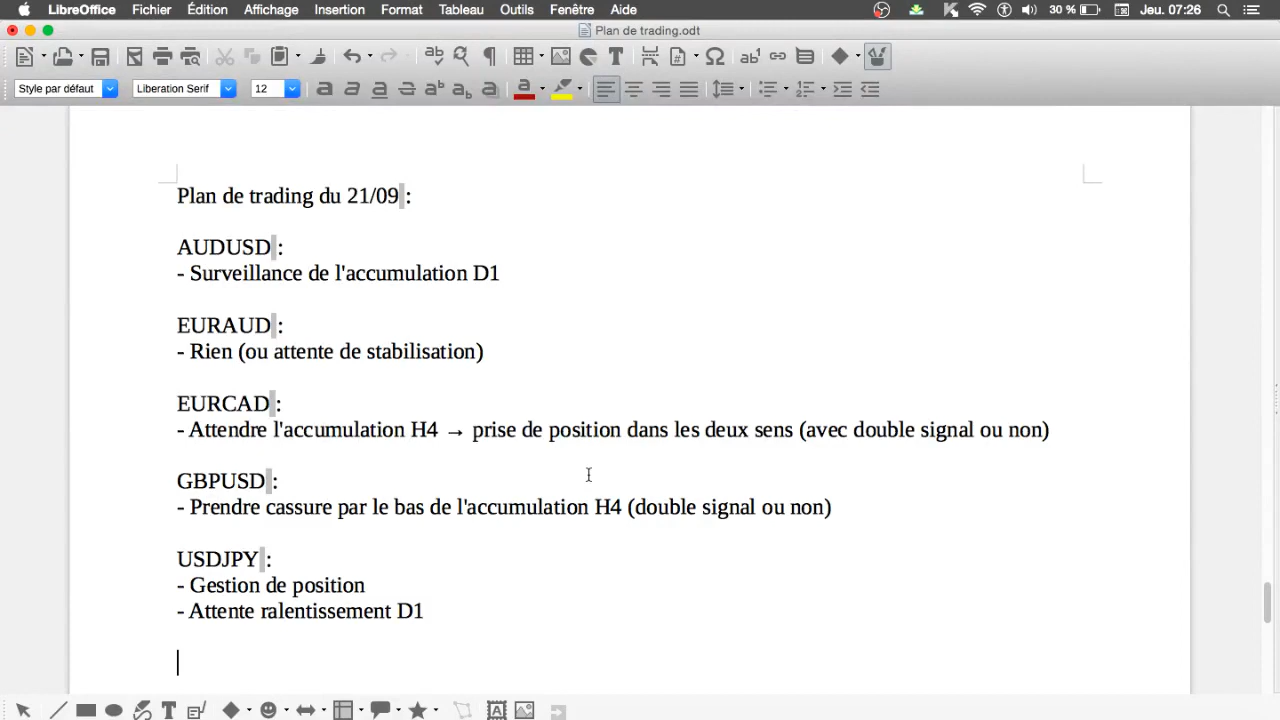 LibreOffice Fichier Édition Affichage Insertion Format Tableau Outils Fenêtre Aide 30 % Jeu. 07:26
Plan de trading.odt
Style par défaut Liberation Serif 12
Plan de trading du 21/09 :
AUDUSD :
- Surveillance de l'accumulation D1
EURAUD :
- Rien (ou attente de stabilisation)
EURCAD :
- Attendre l'accumulation H4 → prise de position dans les deux sens (avec double signal ou non)
GBPUSD :
- Prendre cassure par le bas de l'accumulation H4 (double signal ou non)
USDJPY :
- Gestion de position
- Attente ralentissement D1